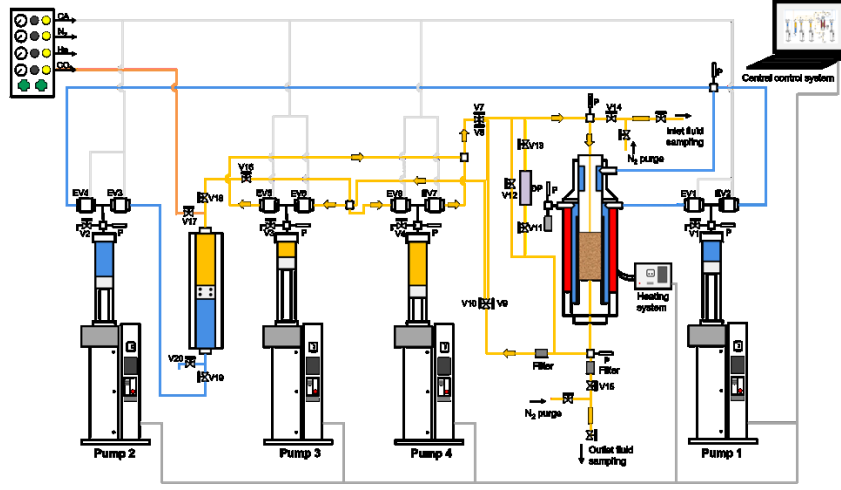 CA
N₂
He
CO₂
Central control system
P
P
V7
V8
V14
Inlet fluid
sampling
N₂ purge
V13
V16
DP
P
V12
EV4
EV3
V18
EV5
EV6
EV7
EV1
EV2
V17
V2
P
V3
P
V4
P
V11
V1
P
V10
V9
Heating
system
V20
V19
Filter
P
Filter
V15
N₂ purge
Outlet fluid
sampling
Pump 2
Pump 3
Pump 4
Pump 1